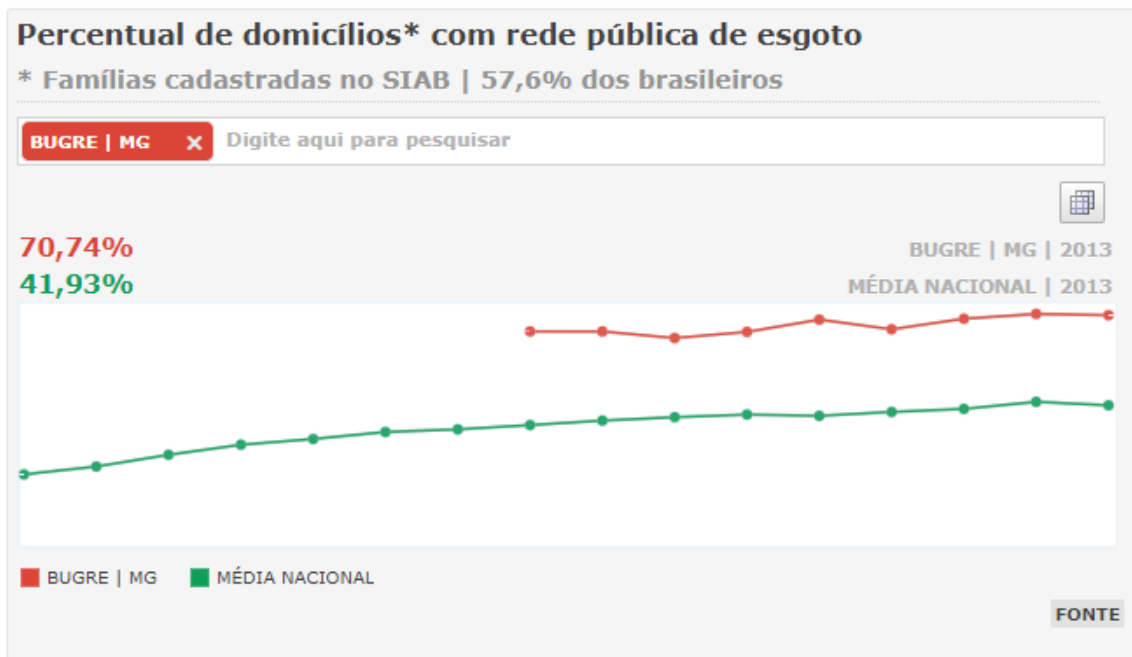 Percentual de domicílios* com rede pública de esgoto
* Famílias cadastradas no SIAB | 57,6% dos brasileiros
BUGRE | MG × Digite aqui para pesquisar
70,74% BUGRE | MG | 2013
41,93% MÉDIA NACIONAL | 2013
BUGRE | MG MÉDIA NACIONAL
FONTE